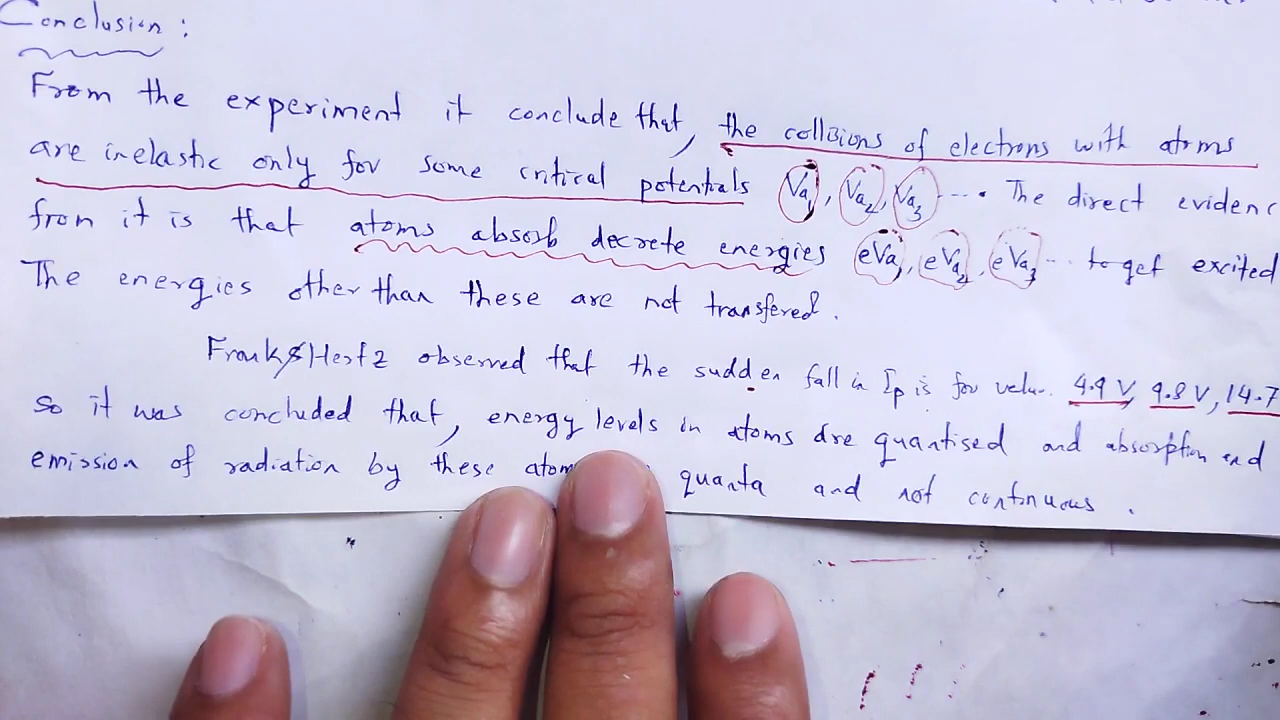 Conclusion :
From the experiment it conclude that, the collisions of electrons with atoms
are inelastic only for some critical potentials Va1, Va2, Va3 .... The direct evidenc
from it is that atoms absorb decrete energies eVa1, eVa2, eVa3 ... to get excited
The energies other than these are not transfered.
Frank & Hertz observed that the sudden fall in Ip is for 4.9 V, 9.8 V, 14.7
so it was concluded that, energy levels in atoms are quantised and absorption and
emission of radiation by these atom quanta and not continuous .